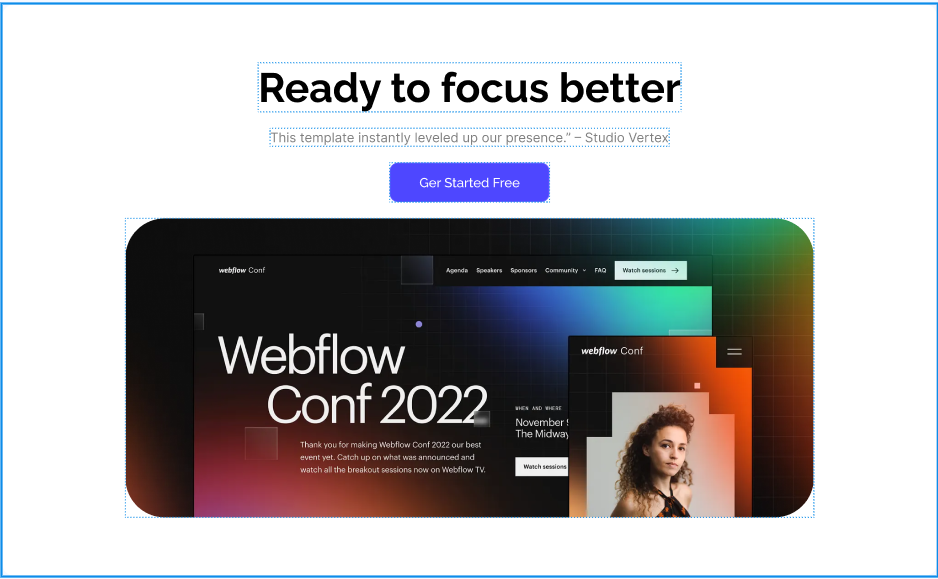 Ready to focus better
This template instantly leveled up our presence.” – Studio Vertex
Ger Started Free
webflow Conf
Agenda Speakers Sponsors Community FAQ Watch sessions
Webflow
Conf 2022
Thank you for making Webflow Conf 2022 our best
event yet. Catch up on what was announced and
watch all the breakout sessions now on Webflow TV.
WHEN AND WHERE
November
The Midway
Watch sessions
webflow Conf